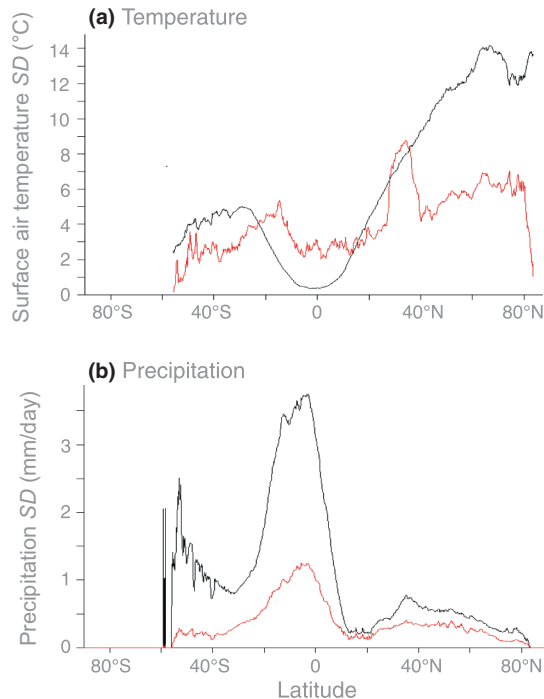 (a) Temperature
Surface air temperature SD (°C)
14
12
10
8
6
4
2
0
80°S 40°S 0 40°N 80°N
(b) Precipitation
Precipitation SD (mm/day)
3
2
1
0
80°S 40°S 0 40°N 80°N
Latitude